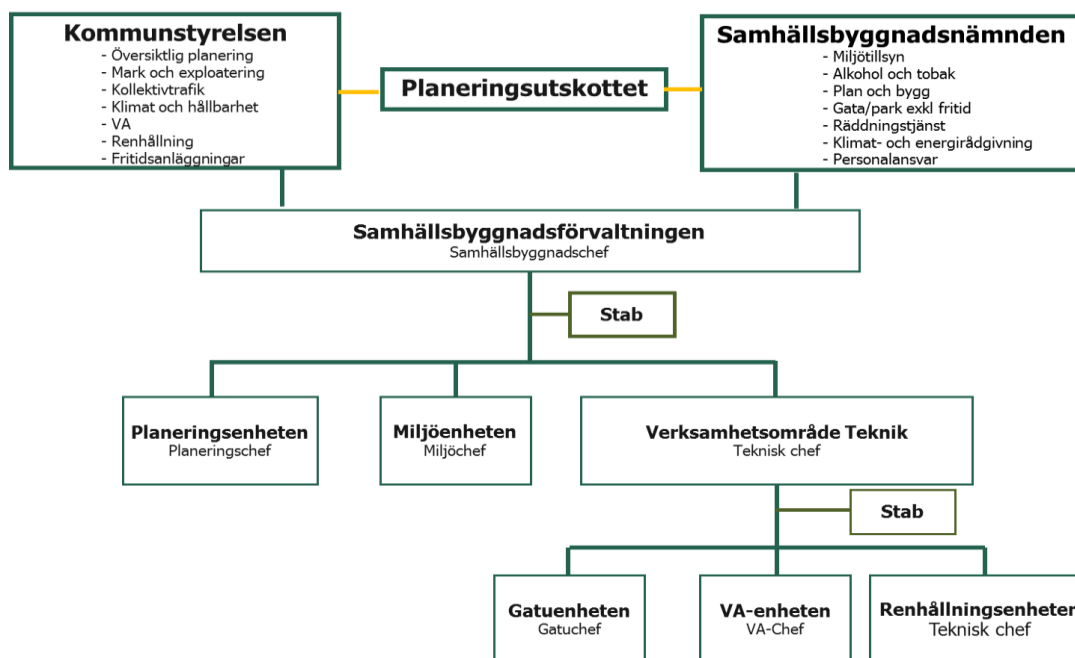 Kommunstyrelsen
- Översiktlig planering
- Mark och exploatering
- Kollektivtrafik
- Klimat och hållbarhet
- VA
- Renhållning
- Fritidsanläggningar
Planeringsutskottet
Samhällsbyggnadsnämnden
- Miljötillsyn
- Alkohol och tobak
- Plan och bygg
- Gata/park exkl fritid
- Räddningstjänst
- Klimat- och energirådgivning
- Personalansvar
Samhällsbyggnadsförvaltningen
Samhällsbyggnadschef
Stab
Planeringsenheten
Planeringschef
Miljöenheten
Miljöchef
Verksamhetsområde Teknik
Teknisk chef
Stab
Gatuenheten
Gatuchef
VA-enheten
VA-Chef
Renhållningsenheten
Teknisk chef